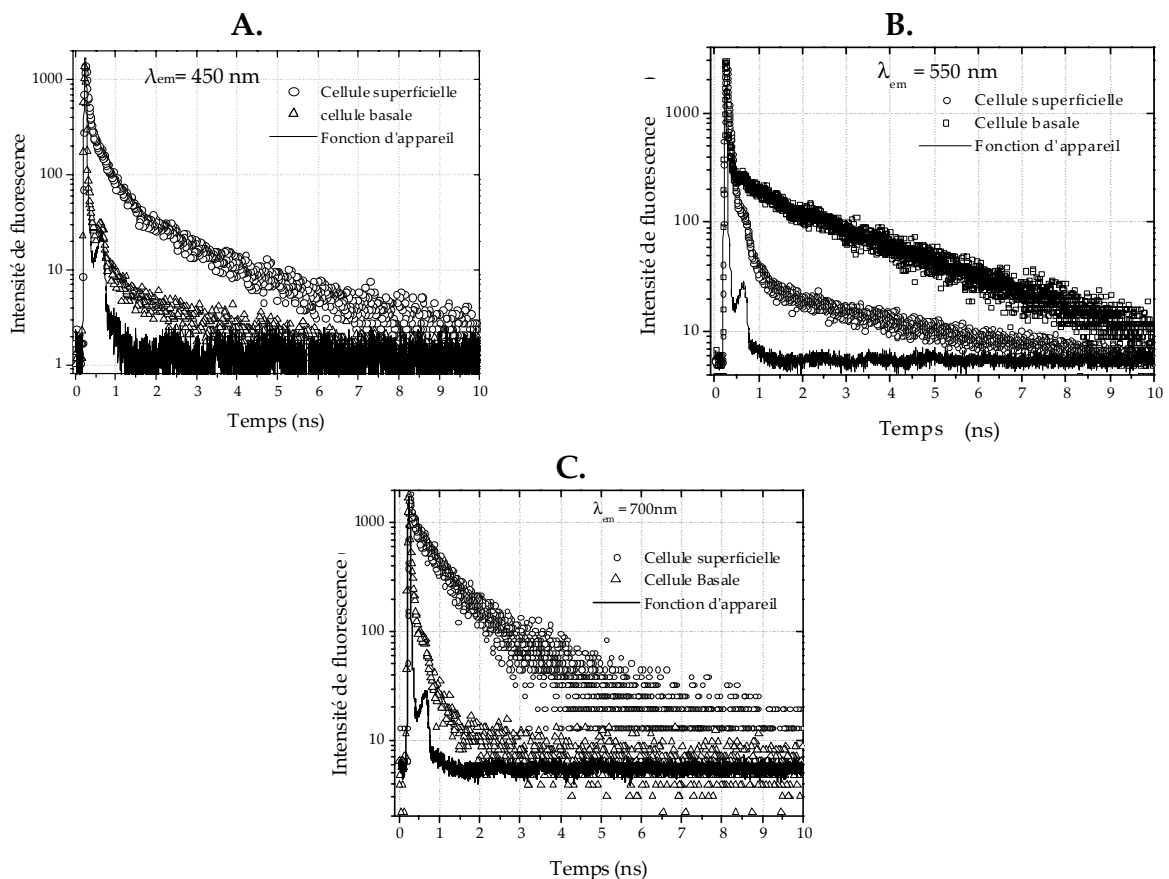 A.
λem= 450 nm
Cellule superficielle
cellule basale
Fonction d'appareil
Intensité de fluorescence
1000
100
10
1
0 1 2 3 4 5 6 7 8 9 10
Temps (ns)
B.
λem = 550 nm
Cellule superficielle
Cellule basale
Fonction d'appareil
Intensité de fluorescence
1000
100
10
0 1 2 3 4 5 6 7 8 9 10
Temps (ns)
C.
λem = 700nm
Cellule superficielle
Cellule Basale
Fonction d'appareil
Intensité de fluorescence
1000
100
10
0 1 2 3 4 5 6 7 8 9 10
Temps (ns)